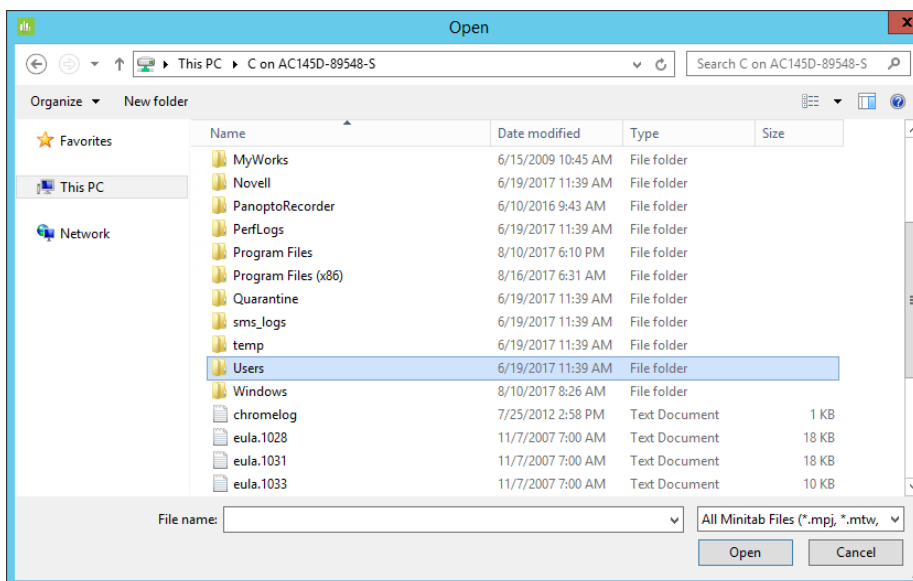 Open
This PC C on AC145D-89548-S Search C on AC145D-89548-S
Organize New folder
Name Date modified Type Size
Favorites
This PC
Network
MyWorks 6/15/2009 10:45 AM File folder
Novell 6/19/2017 11:39 AM File folder
PanoptoRecorder 6/10/2016 9:43 AM File folder
PerfLogs 6/19/2017 11:39 AM File folder
Program Files 8/10/2017 6:10 PM File folder
Program Files (x86) 8/16/2017 6:31 AM File folder
Quarantine 6/19/2017 11:39 AM File folder
sms_logs 6/19/2017 11:39 AM File folder
temp 6/19/2017 11:39 AM File folder
Users 6/19/2017 11:39 AM File folder
Windows 8/10/2017 8:26 AM File folder
chromelog 7/25/2012 2:58 PM Text Document 1 KB
eula.1028 11/7/2007 7:00 AM Text Document 18 KB
eula.1031 11/7/2007 7:00 AM Text Document 18 KB
eula.1033 11/7/2007 7:00 AM Text Document 10 KB
File name: All Minitab Files (*.mpj, *.mtw,
Open Cancel